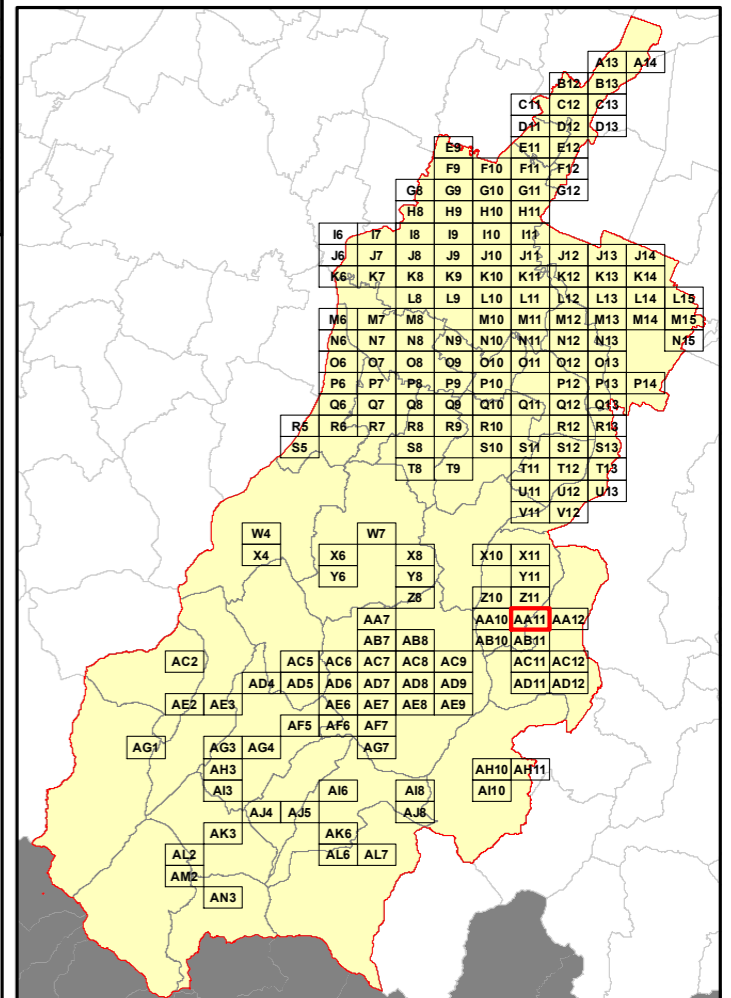 A13 A14
B12 B13
C11 C12 C13
D11 D12 D13
E9 E11 E12
F9 F10 F11 F12
G8 G9 G10 G11 G12
H8 H9 H10 H11
I6 I7 I8 I9 I10 I11
J6 J7 J8 J9 J10 J11 J12 J13 J14
K6 K7 K8 K9 K10 K11 K12 K13 K14
L8 L9 L10 L11 L12 L13 L14 L15
M6 M7 M8 M10 M11 M12 M13 M14 M15
N6 N7 N8 N9 N10 N11 N12 N13 N15
O6 O7 O8 O9 O10 O11 O12 O13
P6 P7 P8 P9 P10 P12 P13 P14
Q6 Q7 Q8 Q9 Q10 Q11 Q12 Q13
R5 R6 R7 R8 R9 R10 R12 R13
S5 S8 S10 S11 S12 S13
T8 T9 T11 T12 T13
U11 U12 U13
V11 V12
W4 W7
X4 X6 X8 X10 X11
Y6 Y8 Y11
Z8 Z10 Z11
AA7 AA10 AA11 AA12
AB7 AB8 AB10 AB11
AC2 AC5 AC6 AC7 AC8 AC9 AC11 AC12
AD4 AD5 AD6 AD7 AD8 AD9 AD11 AD12
AE2 AE3 AE6 AE7 AE8 AE9
AF5 AF6 AF7
AG1 AG3 AG4 AG7
AH3 AH10 AH11
AI3 AI6 AI8 AI10
AJ4 AJ5 AJ8
AK3 AK6
AL2 AL6 AL7
AM2
AN3